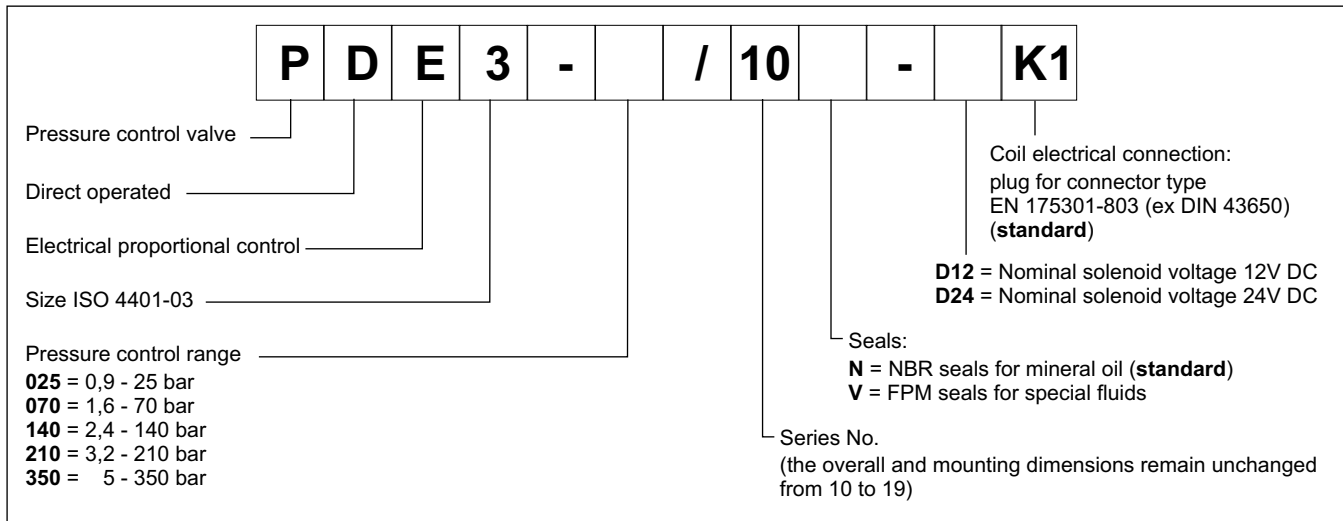 P D E 3 - / 10 - K1
Pressure control valve
Direct operated
Electrical proportional control
Size ISO 4401-03
Pressure control range
025 = 0,9 - 25 bar
070 = 1,6 - 70 bar
140 = 2,4 - 140 bar
210 = 3,2 - 210 bar
350 = 5 - 350 bar
Coil electrical connection:
plug for connector type
EN 175301-803 (ex DIN 43650)
(standard)
D12 = Nominal solenoid voltage 12V DC
D24 = Nominal solenoid voltage 24V DC
Seals:
N = NBR seals for mineral oil (standard)
V = FPM seals for special fluids
Series No.
(the overall and mounting dimensions remain unchanged
from 10 to 19)